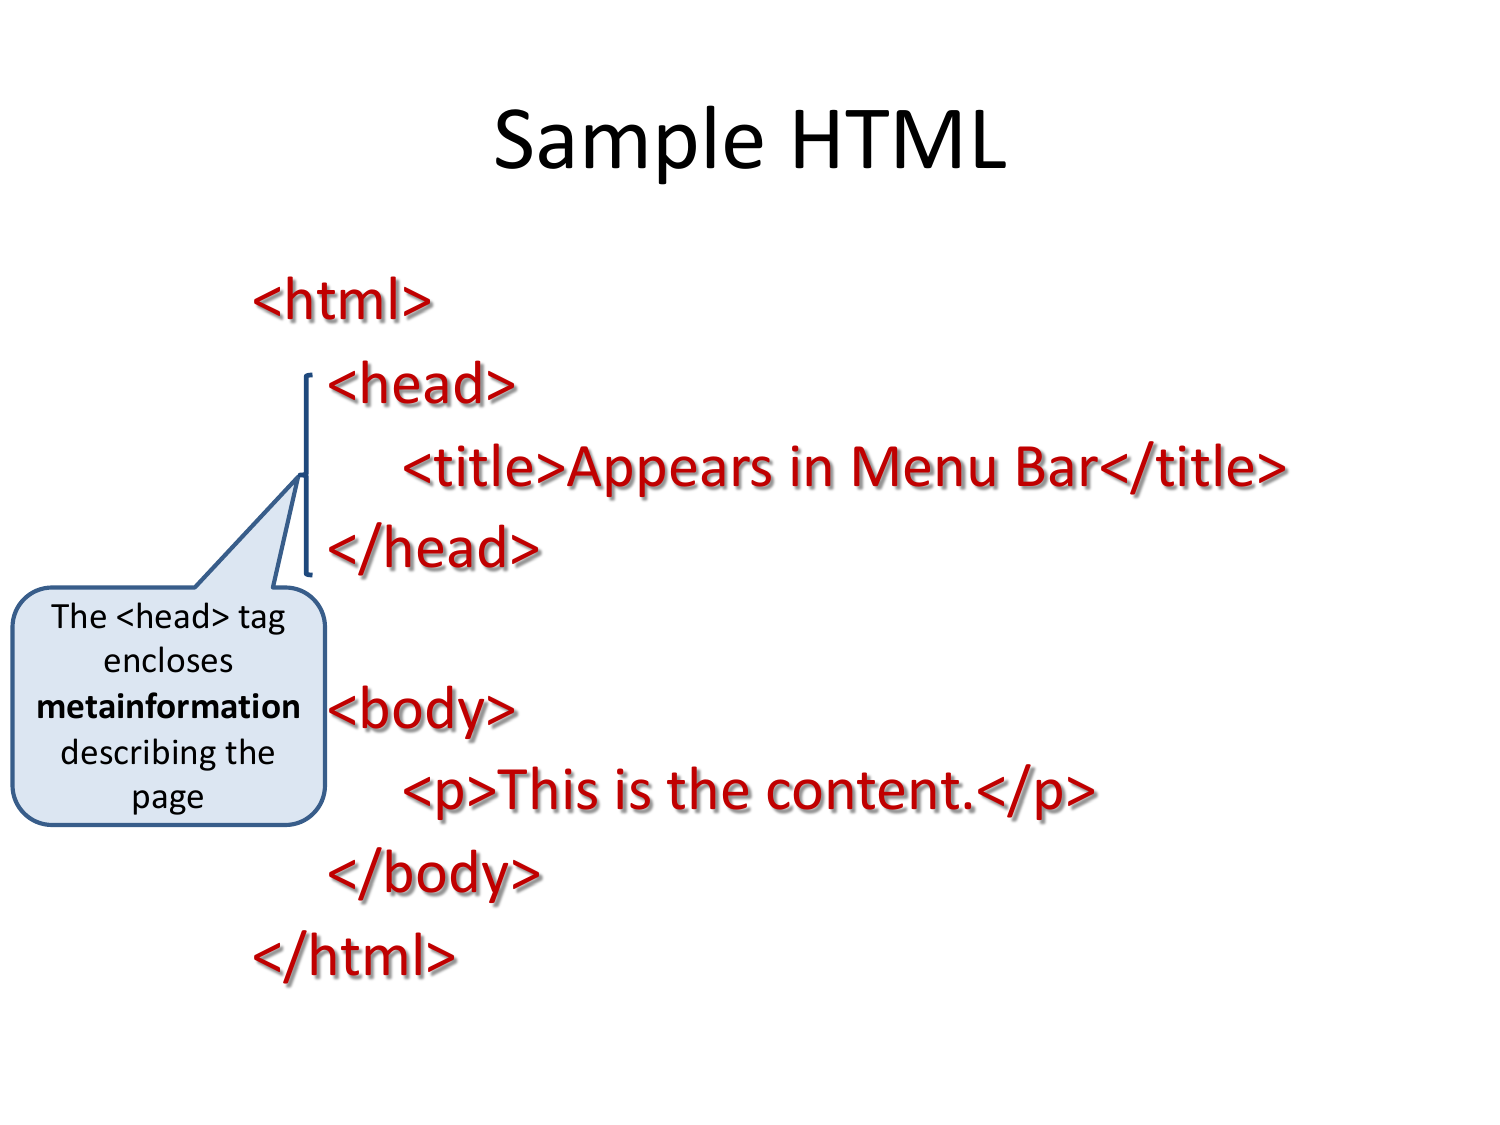 Sample HTML
<html>
<head>
<title>Appears in Menu Bar</title>
</head>
The <head> tag
encloses
metainformation
describing the
page
<body>
<p>This is the content.</p>
</body>
</html>